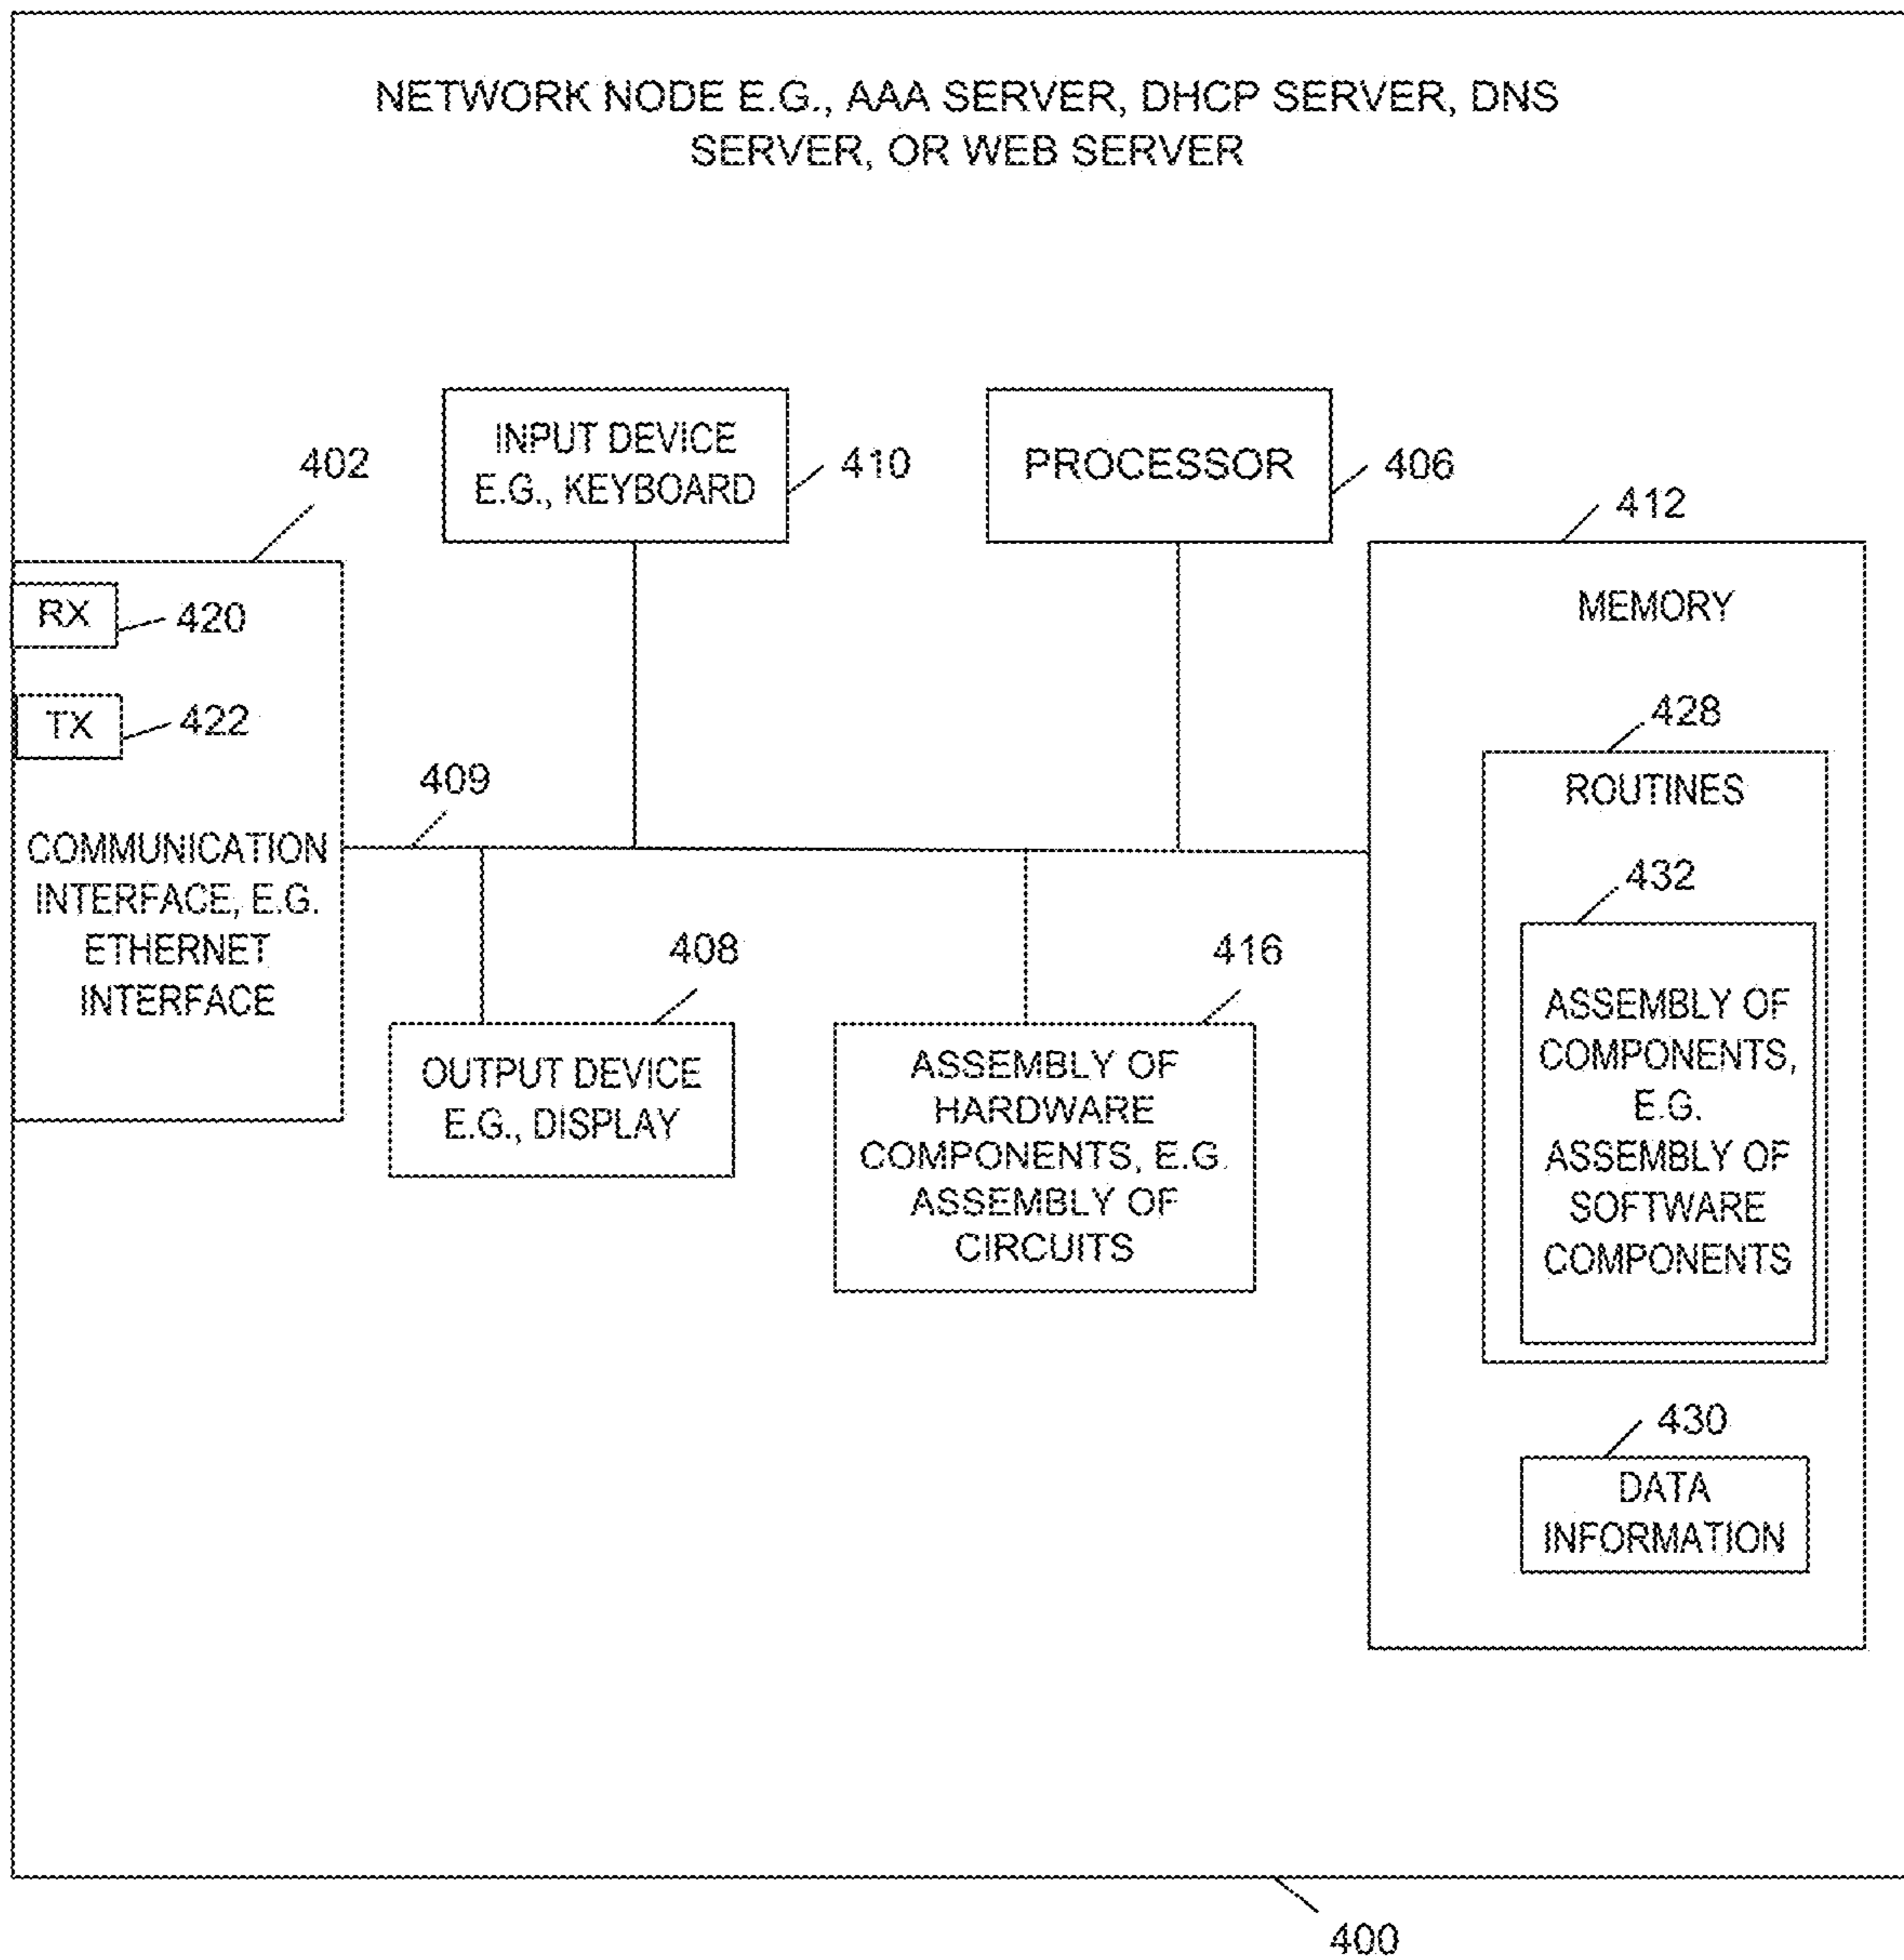 NETWORK NODE E.G., AAA SERVER, DHCP SERVER, DNS
SERVER, OR WEB SERVER
INPUT DEVICE
E.G., KEYBOARD
410
PROCESSOR
406
402
412
RX
420
TX
422
COMMUNICATION
INTERFACE, E.G.
ETHERNET
INTERFACE
409
MEMORY
428
ROUTINES
432
ASSEMBLY OF
COMPONENTS,
E.G.
ASSEMBLY OF
SOFTWARE
COMPONENTS
408
OUTPUT DEVICE
E.G., DISPLAY
416
ASSEMBLY OF
HARDWARE
COMPONENTS, E.G.
ASSEMBLY OF
CIRCUITS
430
DATA
INFORMATION
400